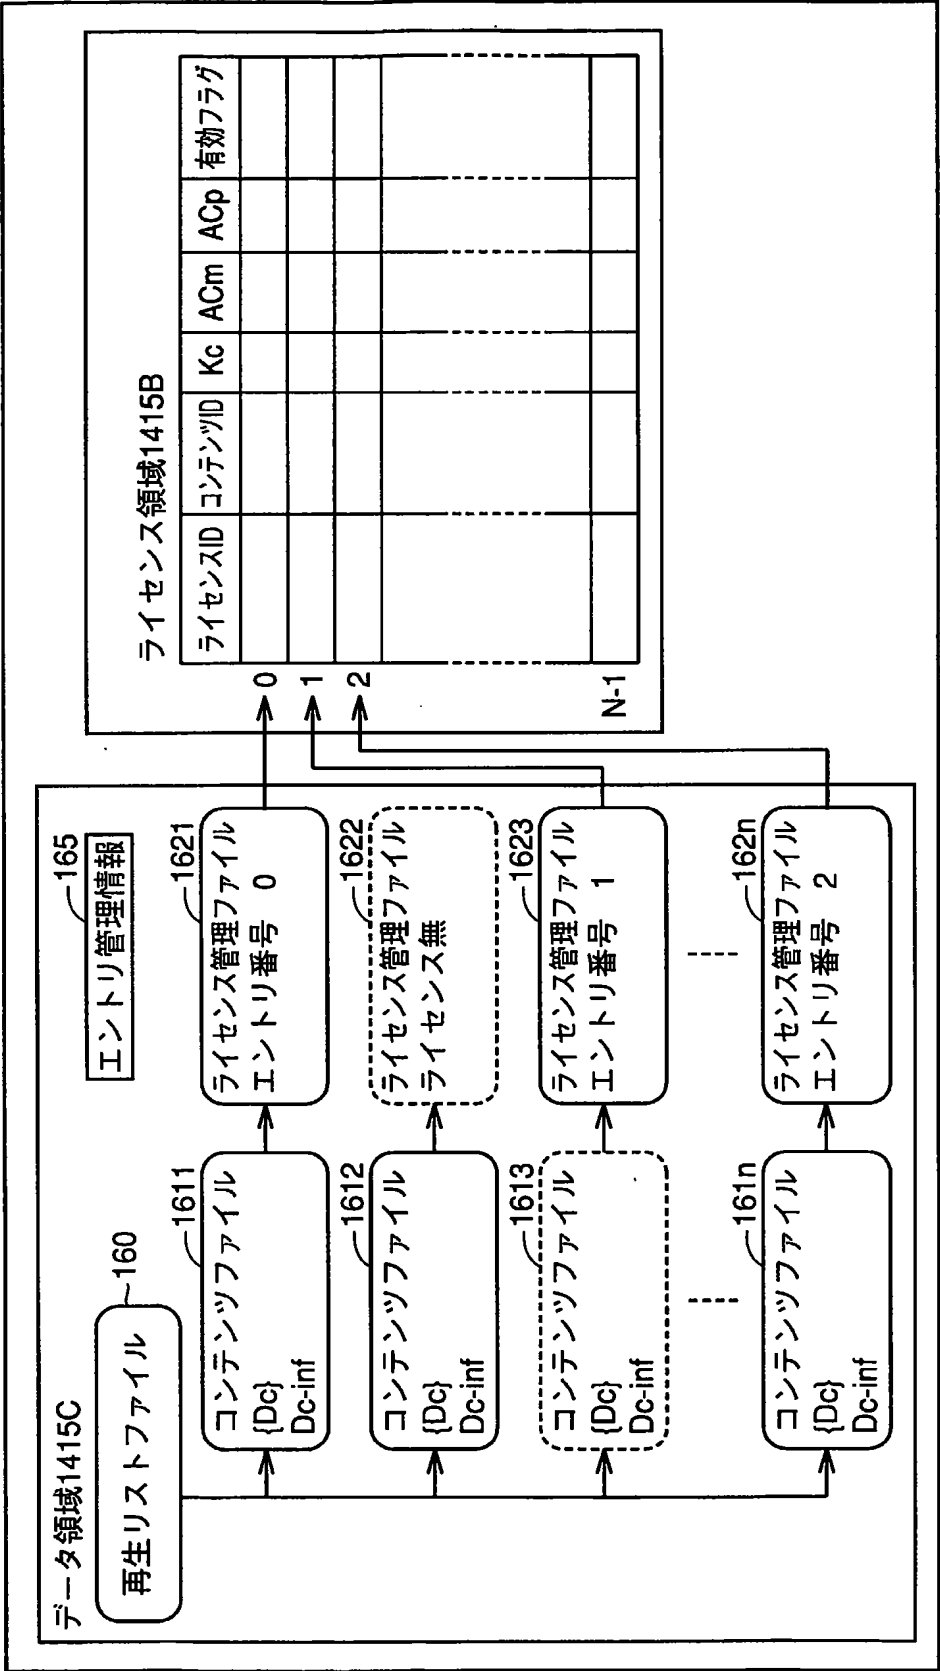 データ領域1415C
再生リストファイル
160
エントリ管理情報
165
コンテンツファイル
{Dc}
Dc-inf
1611
ライセンス管理ファイル
エントリ番号 0
1621
コンテンツファイル
{Dc}
Dc-inf
1612
ライセンス管理ファイル
ライセンス無
1622
コンテンツファイル
{Dc}
Dc-inf
1613
ライセンス管理ファイル
エントリ番号 1
1623
コンテンツファイル
{Dc}
Dc-inf
161n
ライセンス管理ファイル
エントリ番号 2
162n
ライセンス領域1415B
ライセンスID コンテンツID Kc ACm ACp 有効フラグ
0
1
2
N-1